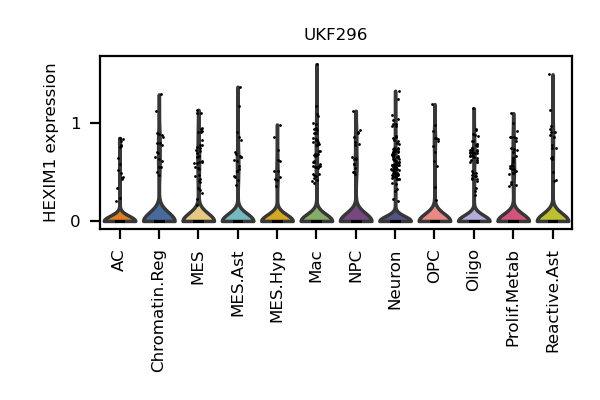 UKF296
HEXIM1 expression
1
0
AC
Chromatin.Reg
MES
MES.Ast
MES.Hyp
Mac
NPC
Neuron
OPC
Oligo
Prolif.Metab
Reactive.Ast